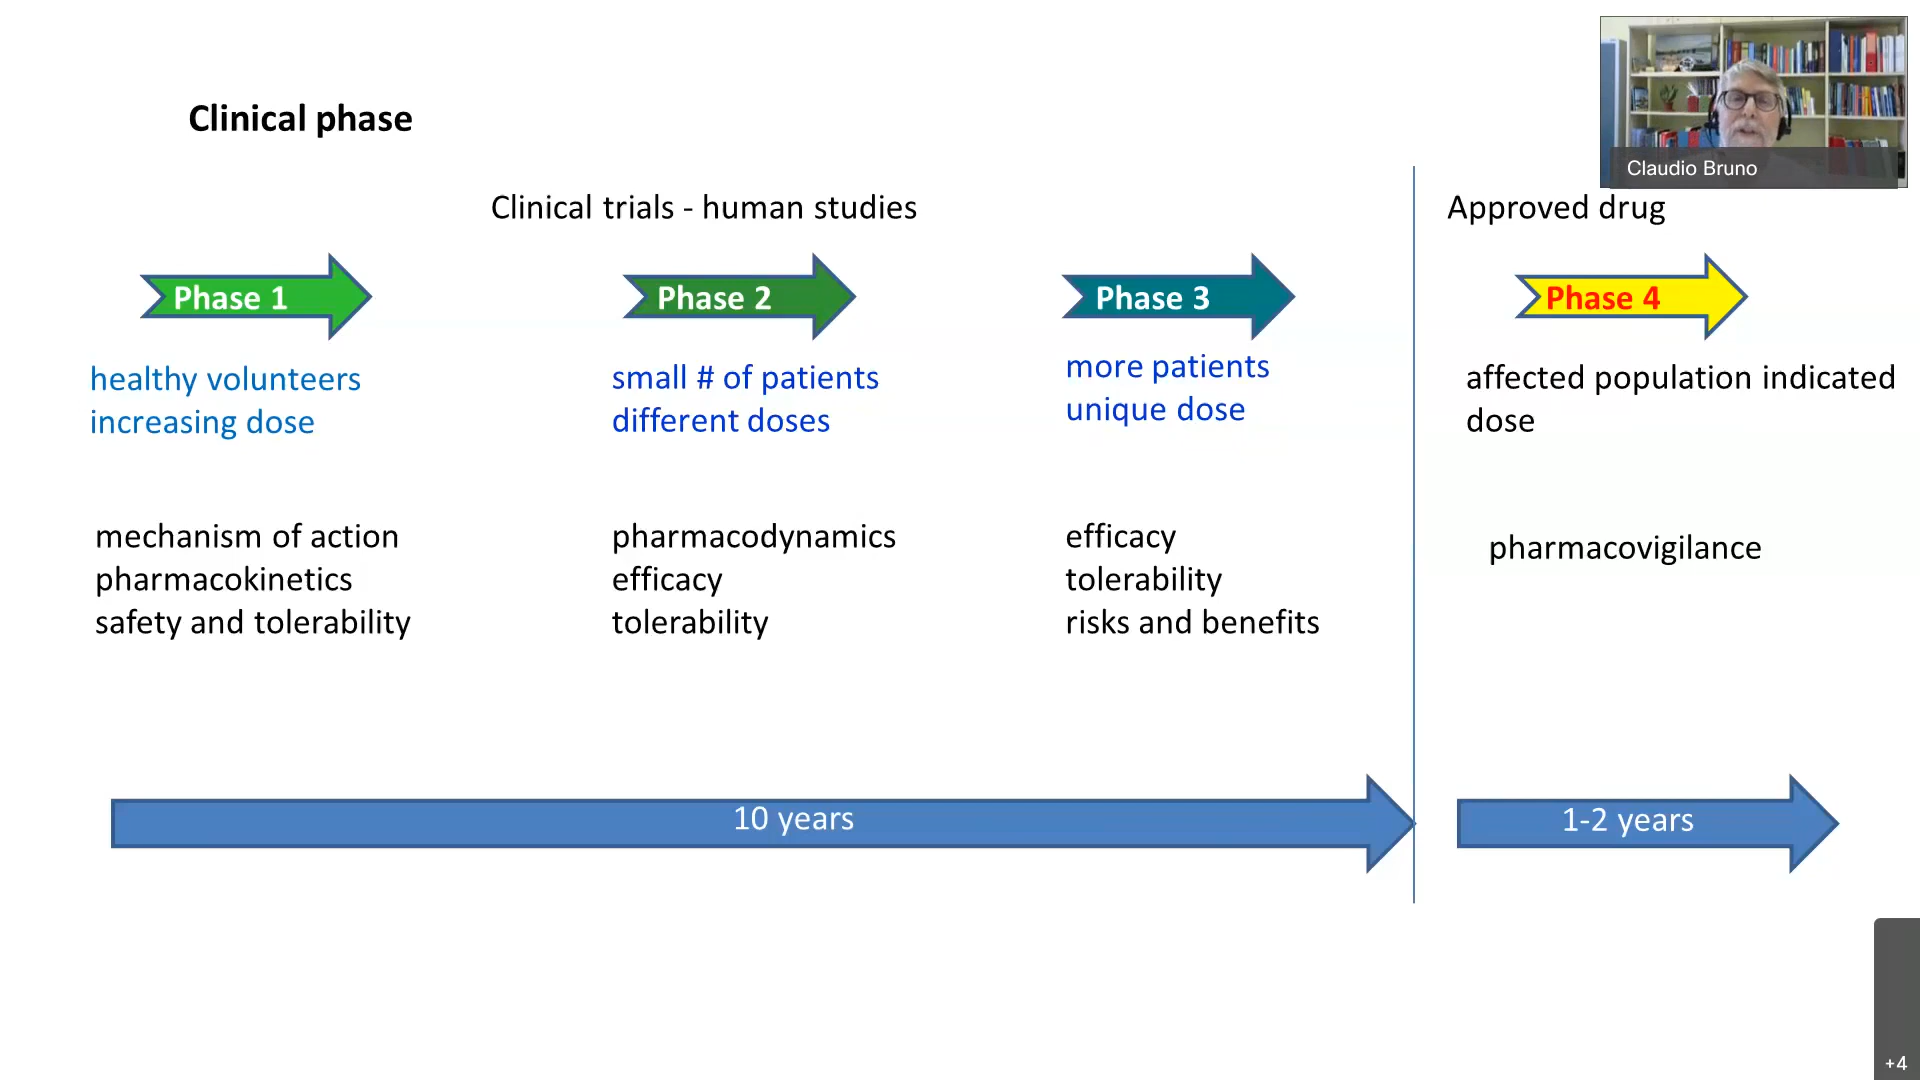 Clinical phase
Claudio Bruno
Clinical trials - human studies
Approved drug
Phase 1
Phase 2
Phase 3
Phase 4
healthy volunteers
increasing dose
small # of patients
different doses
more patients
unique dose
affected population indicated
dose
mechanism of action
pharmacokinetics
safety and tolerability
pharmacodynamics
efficacy
tolerability
efficacy
tolerability
risks and benefits
pharmacovigilance
10 years
1-2 years
+4